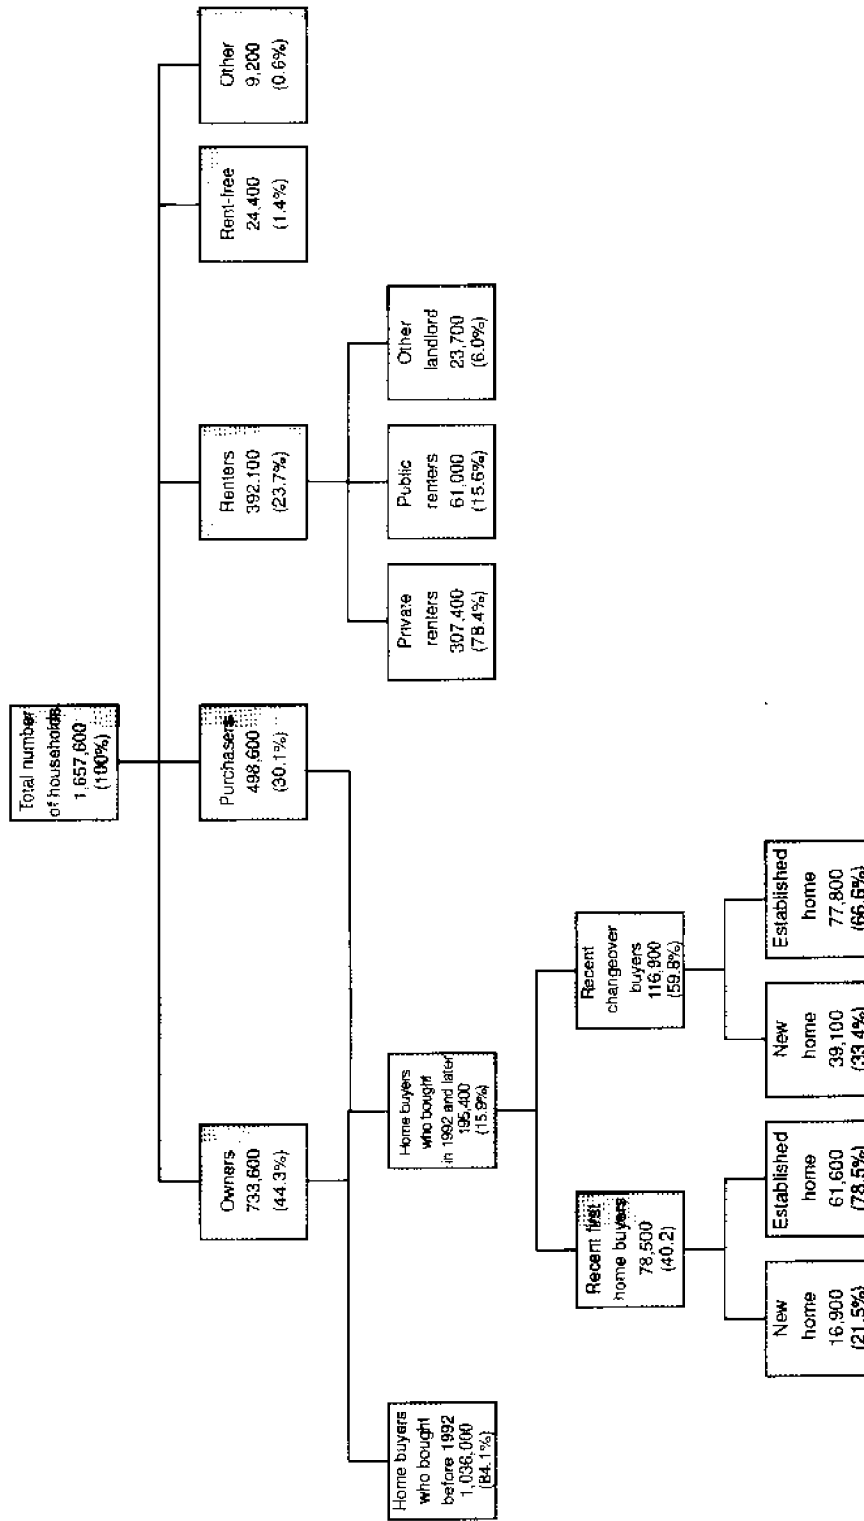 Total number
of households
1,657,600
(100%)
Owners
733,600
(44.3%)
Purchasers
498,600
(30.1%)
Renters
392,100
(23.7%)
Rent-free
24,400
(1.4%)
Other
9,200
(0.6%)
Home buyers
who bought
before 1992
1,036,000
(84.1%)
Home buyers
who bought
in 1992 and later
195,400
(15.9%)
Private
renters
307,400
(78.4%)
Public
renters
61,000
(15.6%)
Other
landlord
23,700
(6.0%)
Recent first
home buyers
78,500
(40.2)
Recent
changeover
buyers
116,900
(59.8%)
New
home
16,900
(21.5%)
Established
home
61,600
(78.5%)
New
home
39,100
(33.4%)
Established
home
77,800
(66.6%)